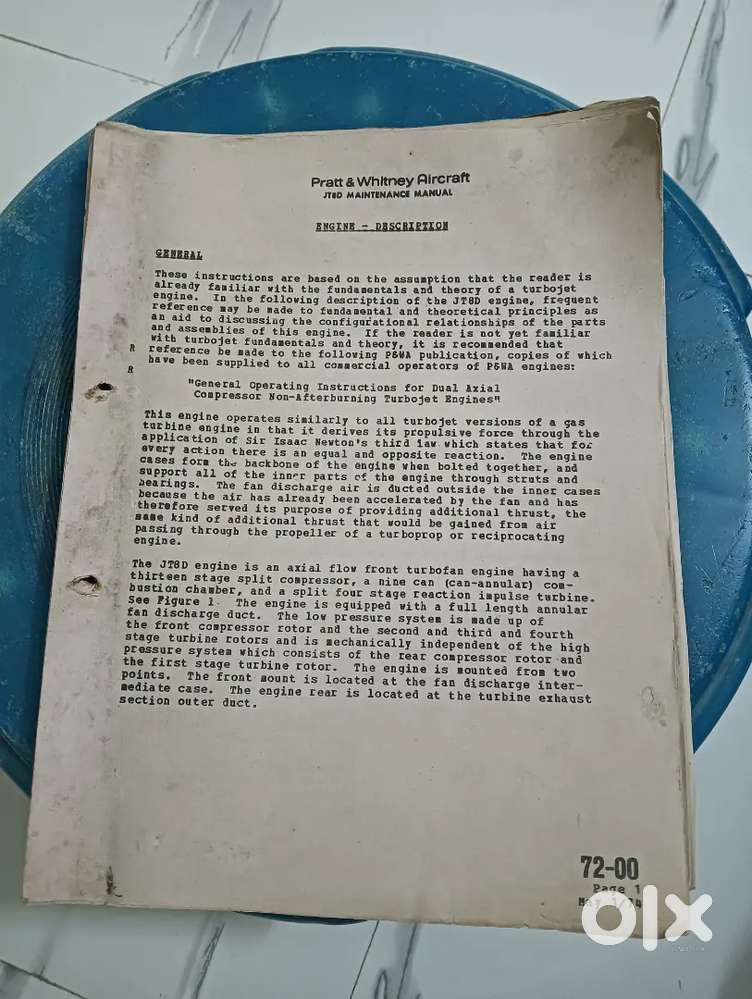 Pratt & Whitney Aircraft
JT8D MAINTENANCE MANUAL
ENGINE - DESCRIPTION
GENERAL
These instructions are based on the assumption that the reader is
already familiar with the fundamentals and theory of a turbojet
engine. In the following description of the JT8D engine, frequent
reference may be made to fundamental and theoretical principles as
an aid to discussing the configurational relationships of the parts
and assemblies of this engine. If the reader is not yet familiar
with turbojet fundamentals and theory, it is recommended that
R reference be made to the following P&WA publication, copies of which
R have been supplied to all commercial operators of P&WA engines:
"General Operating Instructions for Dual Axial
Compressor Non-Afterburning Turbojet Engines"
This engine operates similarly to all turbojet versions of a gas
turbine engine in that it derives its propulsive force through the
application of Sir Isaac Newton's third law which states that for
every action there is an equal and opposite reaction. The engine
cases form the backbone of the engine when bolted together, and
support all of the inner parts of the engine through struts and
bearings. The fan discharge air is ducted outside the inner cases
because the air has already been accelerated by the fan and has
therefore served its purpose of providing additional thrust, the
same kind of additional thrust that would be gained from air
passing through the propeller of a turboprop or reciprocating
engine.
The JT8D engine is an axial flow front turbofan engine having a
thirteen stage split compressor, a nine can (can-annular) com-
bustion chamber, and a split four stage reaction impulse turbine.
See Figure 1. The engine is equipped with a full length annular
fan discharge duct. The low pressure system is made up of
the front compressor rotor and the second and third and fourth
stage turbine rotors and is mechanically independent of the high
pressure system which consists of the rear compressor rotor and
the first stage turbine rotor. The engine is mounted from two
points. The front mount is located at the fan discharge inter-
mediate case. The engine rear is located at the turbine exhaust
section outer duct.
72-00
Page 1
May
olx